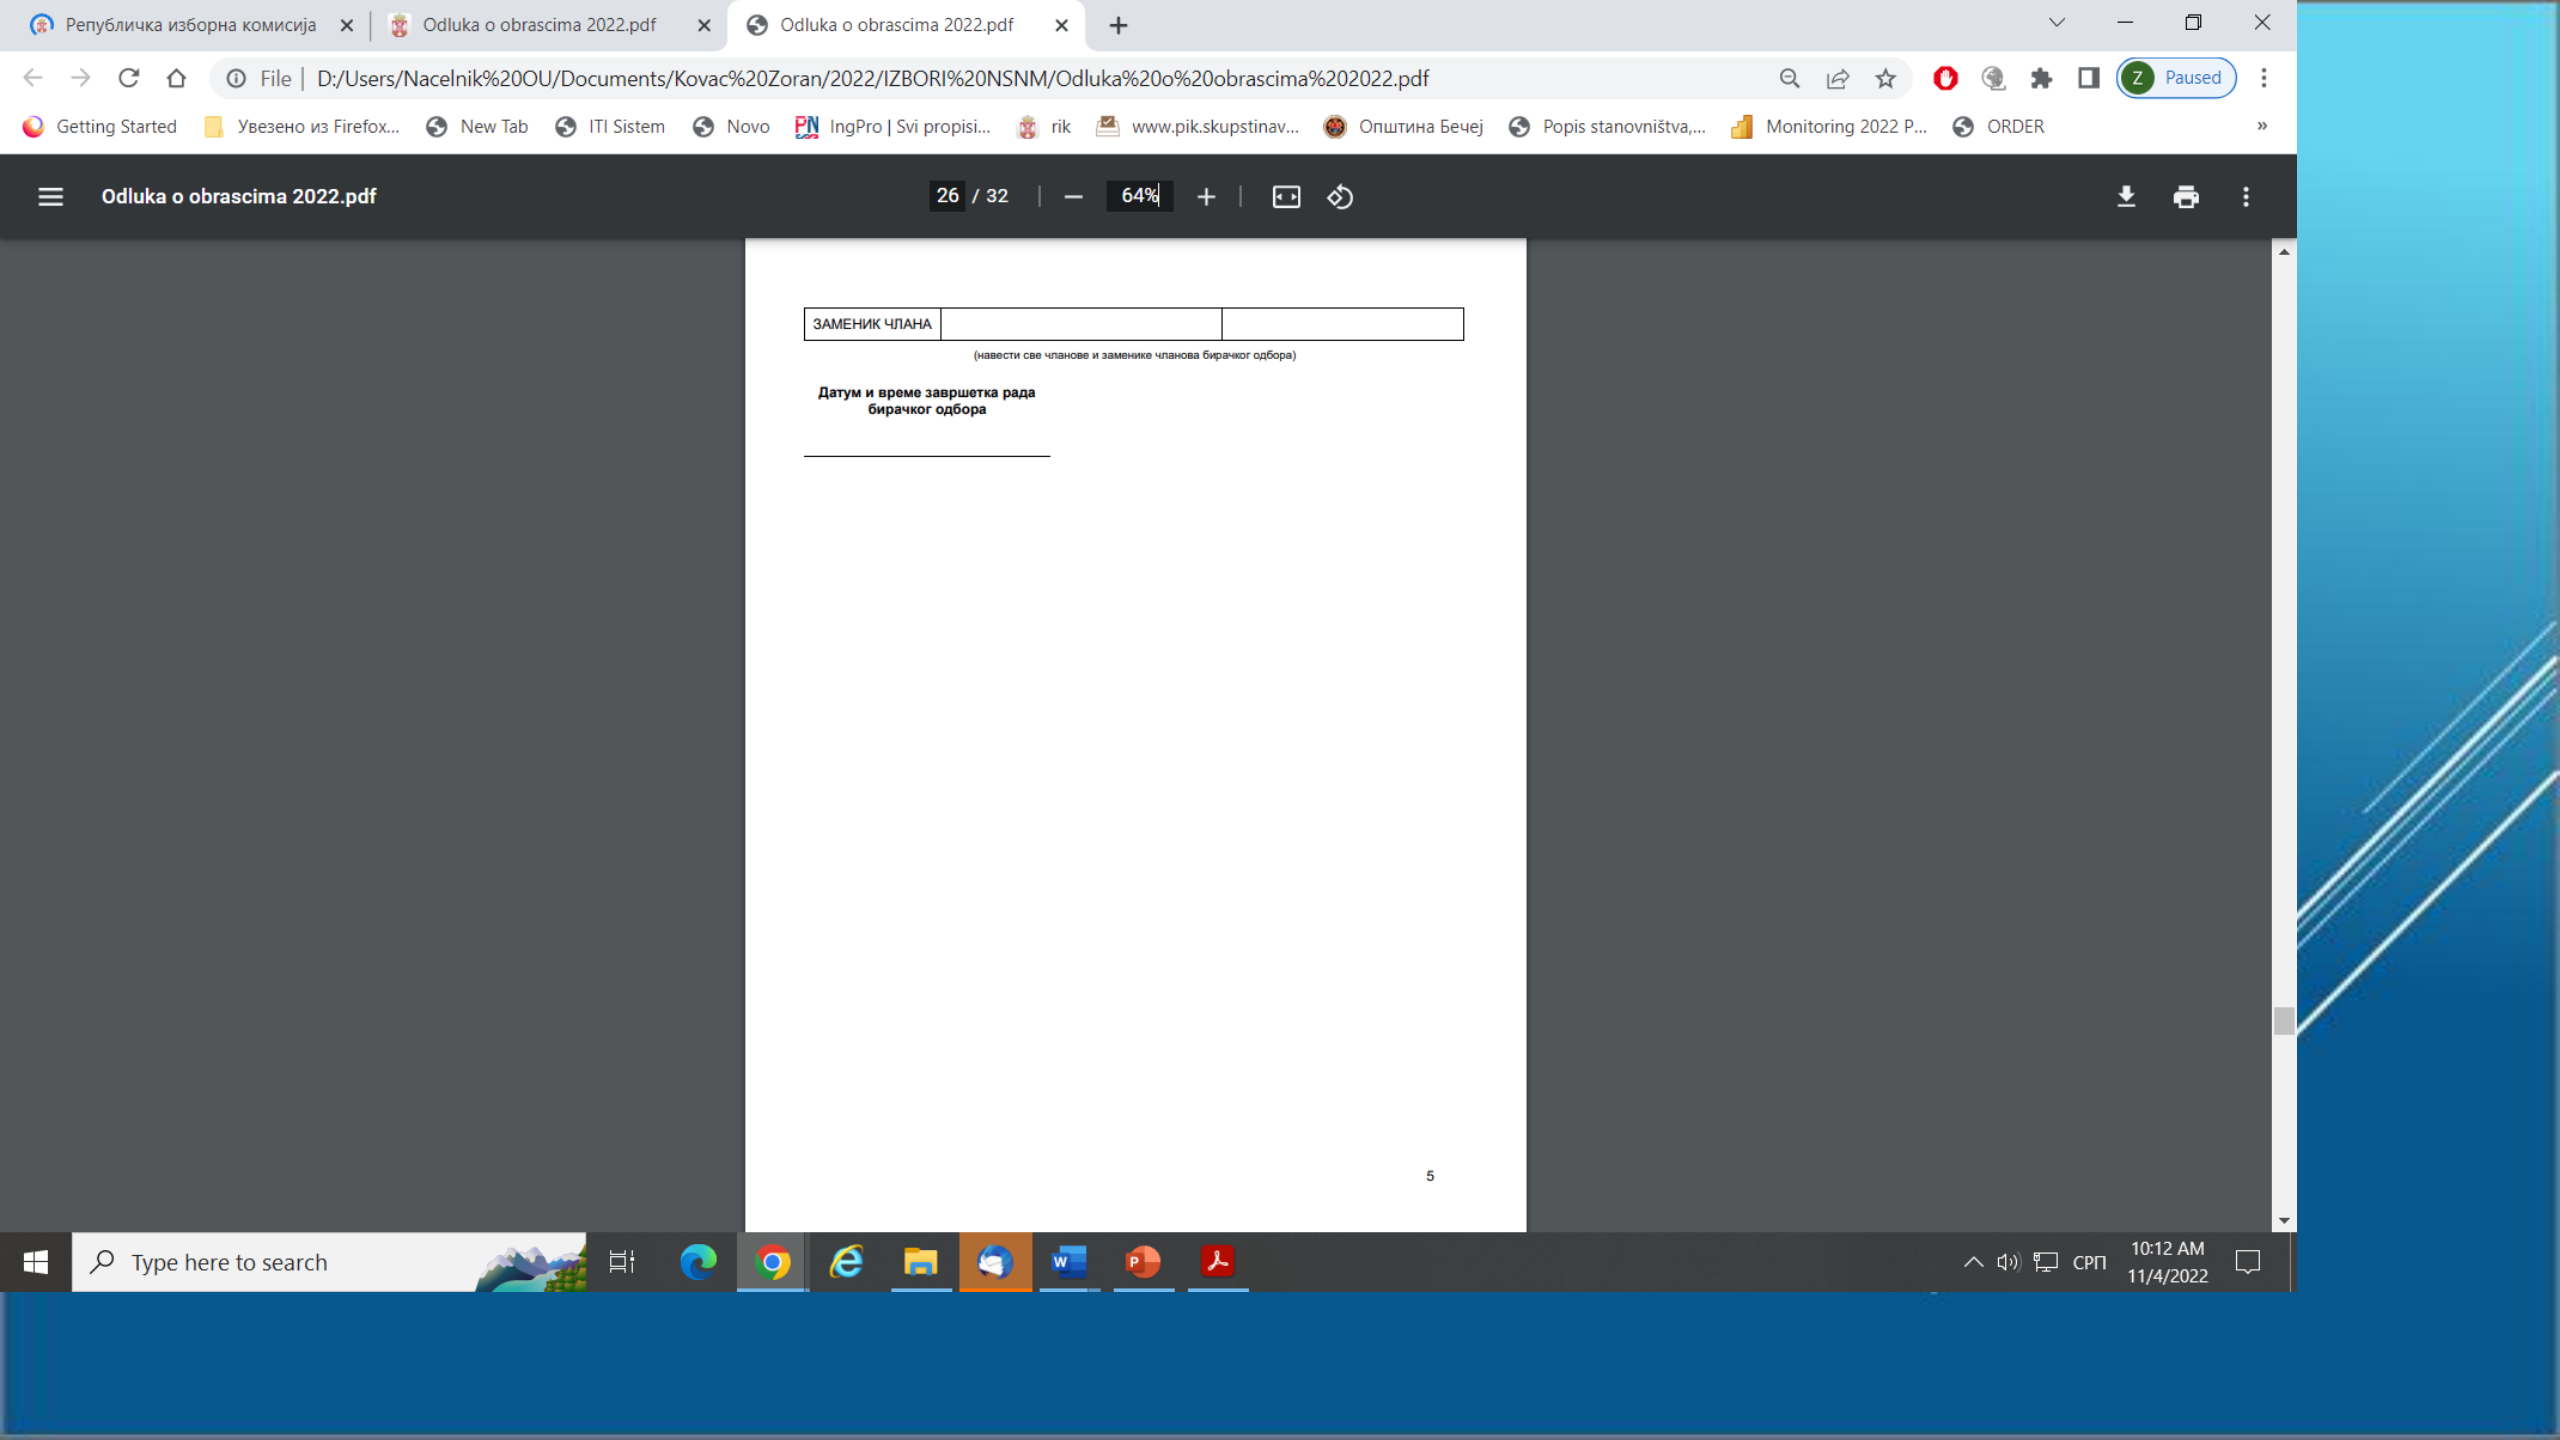 Републичка изборна комисија
Odluka o obrascima 2022.pdf
Odluka o obrascima 2022.pdf
File
D:/Users/Nacelnik%20OU/Documents/Kovac%20Zoran/2022/IZBORI%20NSNM/Odluka%20o%20obrascima%202022.pdf
Z Paused
Getting Started
Увезено из Firefox...
New Tab
ITI Sistem
Novo
PN IngPro | Svi propisi...
rik
www.pik.skupstinav...
Општина Бечеј
Popis stanovništva,...
Monitoring 2022 P...
ORDER
»
Odluka o obrascima 2022.pdf
26 / 32
64%
ЗАМЕНИК ЧЛАНА
(навести све чланове и заменике чланова бирачког одбора)
Датум и време завршетка рада
бирачког одбора
5
Type here to search
СРП
10:12 AM
11/4/2022